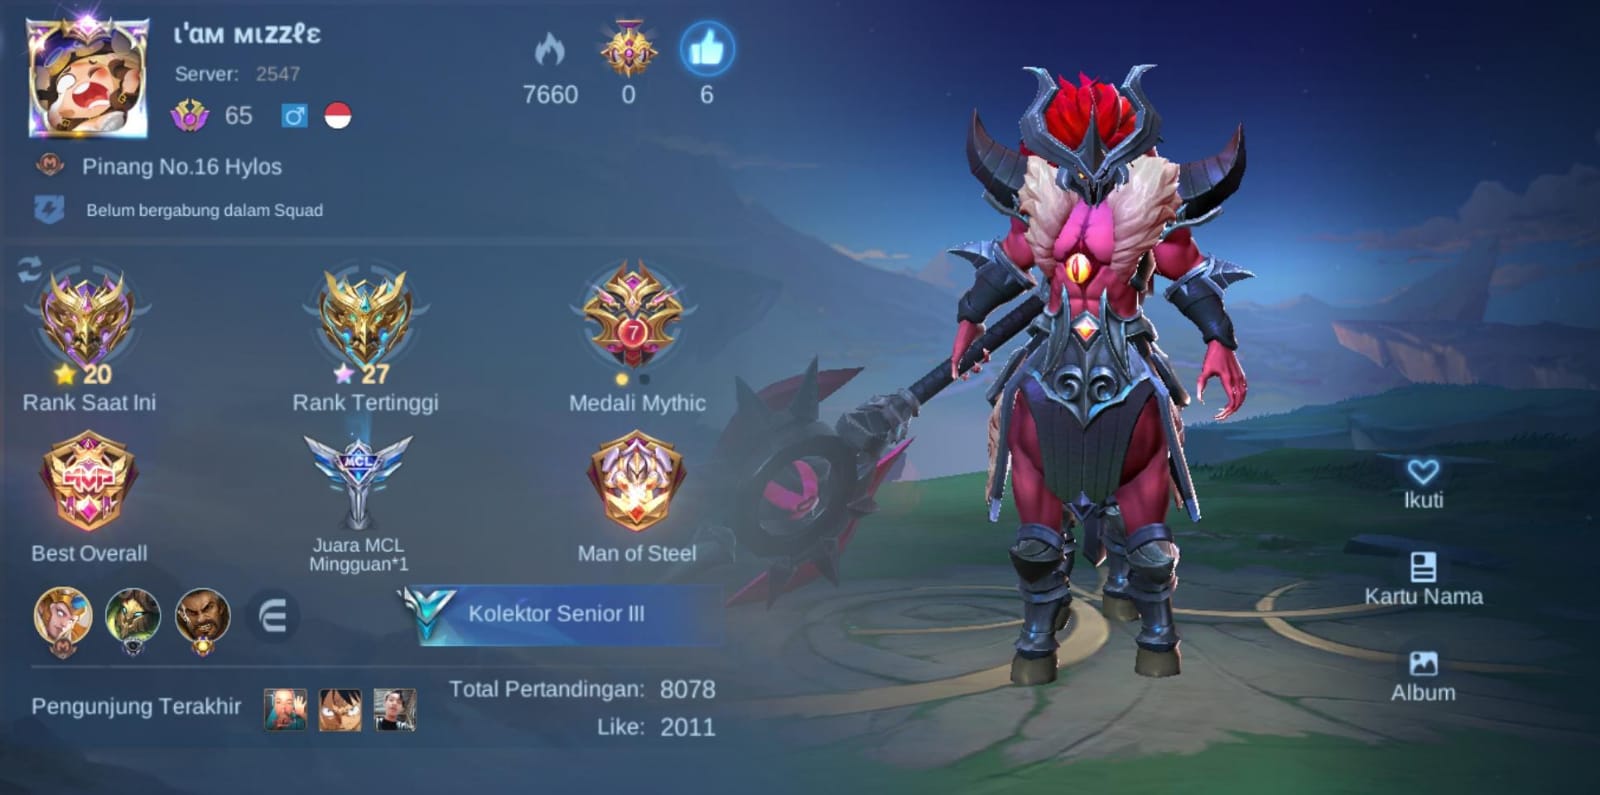 ι'αм мιzzℓε
Server: 2547
65
7660
0
6
Pinang No.16 Hylos
Belum bergabung dalam Squad
20
27
7
Rank Saat Ini
Rank Tertinggi
Medali Mythic
MVP
MCL
Best Overall
Juara MCL
Mingguan*1
Man of Steel
Kolektor Senior III
Pengunjung Terakhir
Total Pertandingan: 8078
Like: 2011
Ikuti
Kartu Nama
Album